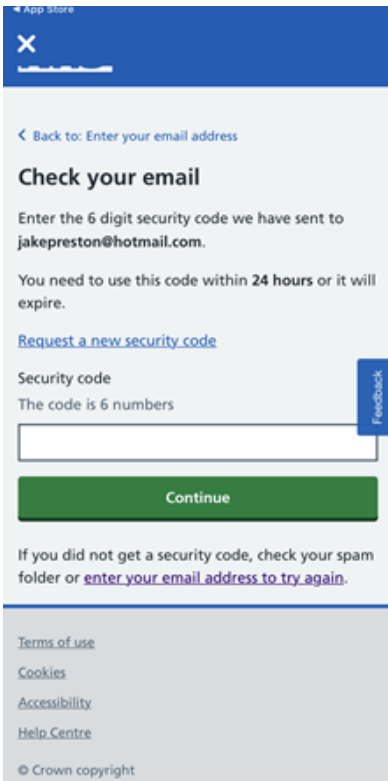 App Store
Back to: Enter your email address
Check your email
Enter the 6 digit security code we have sent to
jakepreston@hotmail.com.
You need to use this code within 24 hours or it will
expire.
Request a new security code
Security code
The code is 6 numbers
Feedback
Continue
If you did not get a security code, check your spam
folder or enter your email address to try again.
Terms of use
Cookies
Accessibility
Help Centre
© Crown copyright